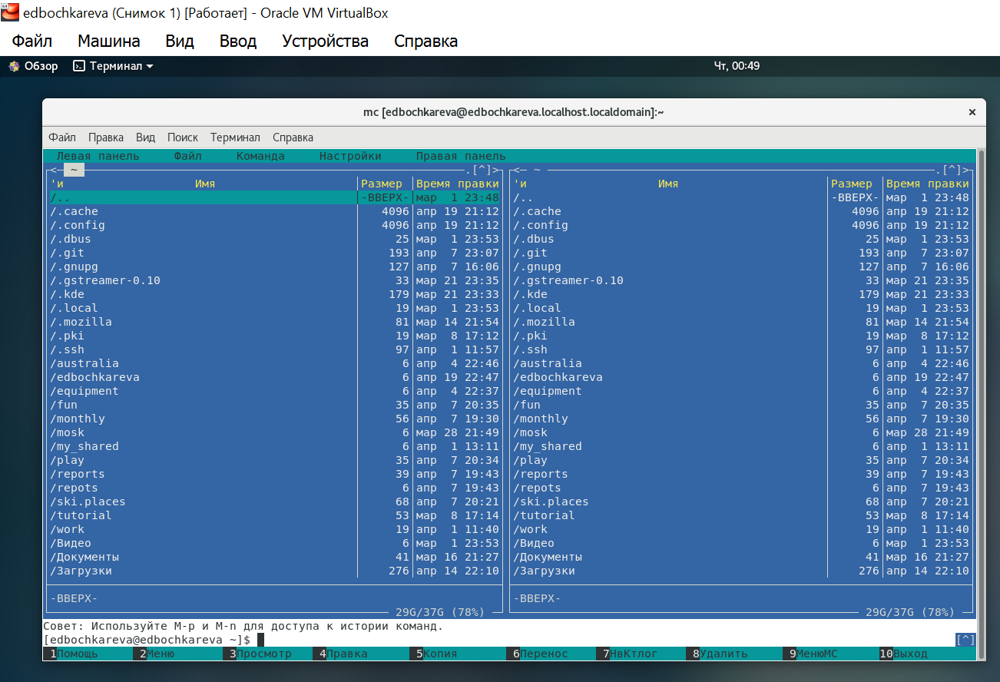 edbochkareva (Снимок 1) [Работает] - Oracle VM VirtualBox
Файл Машина Вид Ввод Устройства Справка
Обзор Терминал Чт, 00:49
mc [edbochkareva@edbochkareva.localhost.localdomain]:~ ×
Файл Правка Вид Поиск Терминал Справка
Левая панель Файл Команда Настройки Правая панель
<─ ~ .[^]> <─ ~ .[^]>
'и Имя Размер Время правки 'и Имя Размер Время правки
/.. -ВВЕРХ- мар 1 23:48 /.. -ВВЕРХ- мар 1 23:48
/.cache 4096 апр 19 21:12 /.cache 4096 апр 19 21:12
/.config 4096 апр 19 21:12 /.config 4096 апр 19 21:12
/.dbus 25 мар 1 23:53 /.dbus 25 мар 1 23:53
/.git 193 апр 7 23:07 /.git 193 апр 7 23:07
/.gnupg 127 апр 7 16:06 /.gnupg 127 апр 7 16:06
/.gstreamer-0.10 33 мар 21 23:35 /.gstreamer-0.10 33 мар 21 23:35
/.kde 179 мар 21 23:33 /.kde 179 мар 21 23:33
/.local 19 мар 1 23:53 /.local 19 мар 1 23:53
/.mozilla 81 мар 14 21:54 /.mozilla 81 мар 14 21:54
/.pki 19 мар 8 17:12 /.pki 19 мар 8 17:12
/.ssh 97 апр 1 11:57 /.ssh 97 апр 1 11:57
/australia 6 апр 4 22:46 /australia 6 апр 4 22:46
/edbochkareva 6 апр 19 22:47 /edbochkareva 6 апр 19 22:47
/equipment 6 апр 4 22:37 /equipment 6 апр 4 22:37
/fun 35 апр 7 20:35 /fun 35 апр 7 20:35
/monthly 56 апр 7 19:30 /monthly 56 апр 7 19:30
/mosk 6 мар 28 21:49 /mosk 6 мар 28 21:49
/my_shared 6 апр 1 13:11 /my_shared 6 апр 1 13:11
/play 35 апр 7 20:34 /play 35 апр 7 20:34
/reports 39 апр 7 19:43 /reports 39 апр 7 19:43
/repots 6 апр 7 19:43 /repots 6 апр 7 19:43
/ski.places 68 апр 7 20:21 /ski.places 68 апр 7 20:21
/tutorial 53 мар 8 17:14 /tutorial 53 мар 8 17:14
/work 19 апр 1 11:40 /work 19 апр 1 11:40
/Видео 6 мар 1 23:53 /Видео 6 мар 1 23:53
/Документы 41 мар 16 21:27 /Документы 41 мар 16 21:27
/Загрузки 276 апр 14 22:10 /Загрузки 276 апр 14 22:10
-ВВЕРХ- -ВВЕРХ-
29G/37G (78%) 29G/37G (78%)
Совет: Используйте M-p и M-n для доступа к истории команд.
[edbochkareva@edbochkareva ~]$ [^]
1Помощь 2Меню 3Просмотр 4Правка 5Копия 6Перенос 7НвКтлог 8Удалить 9МенюMC 10Выход